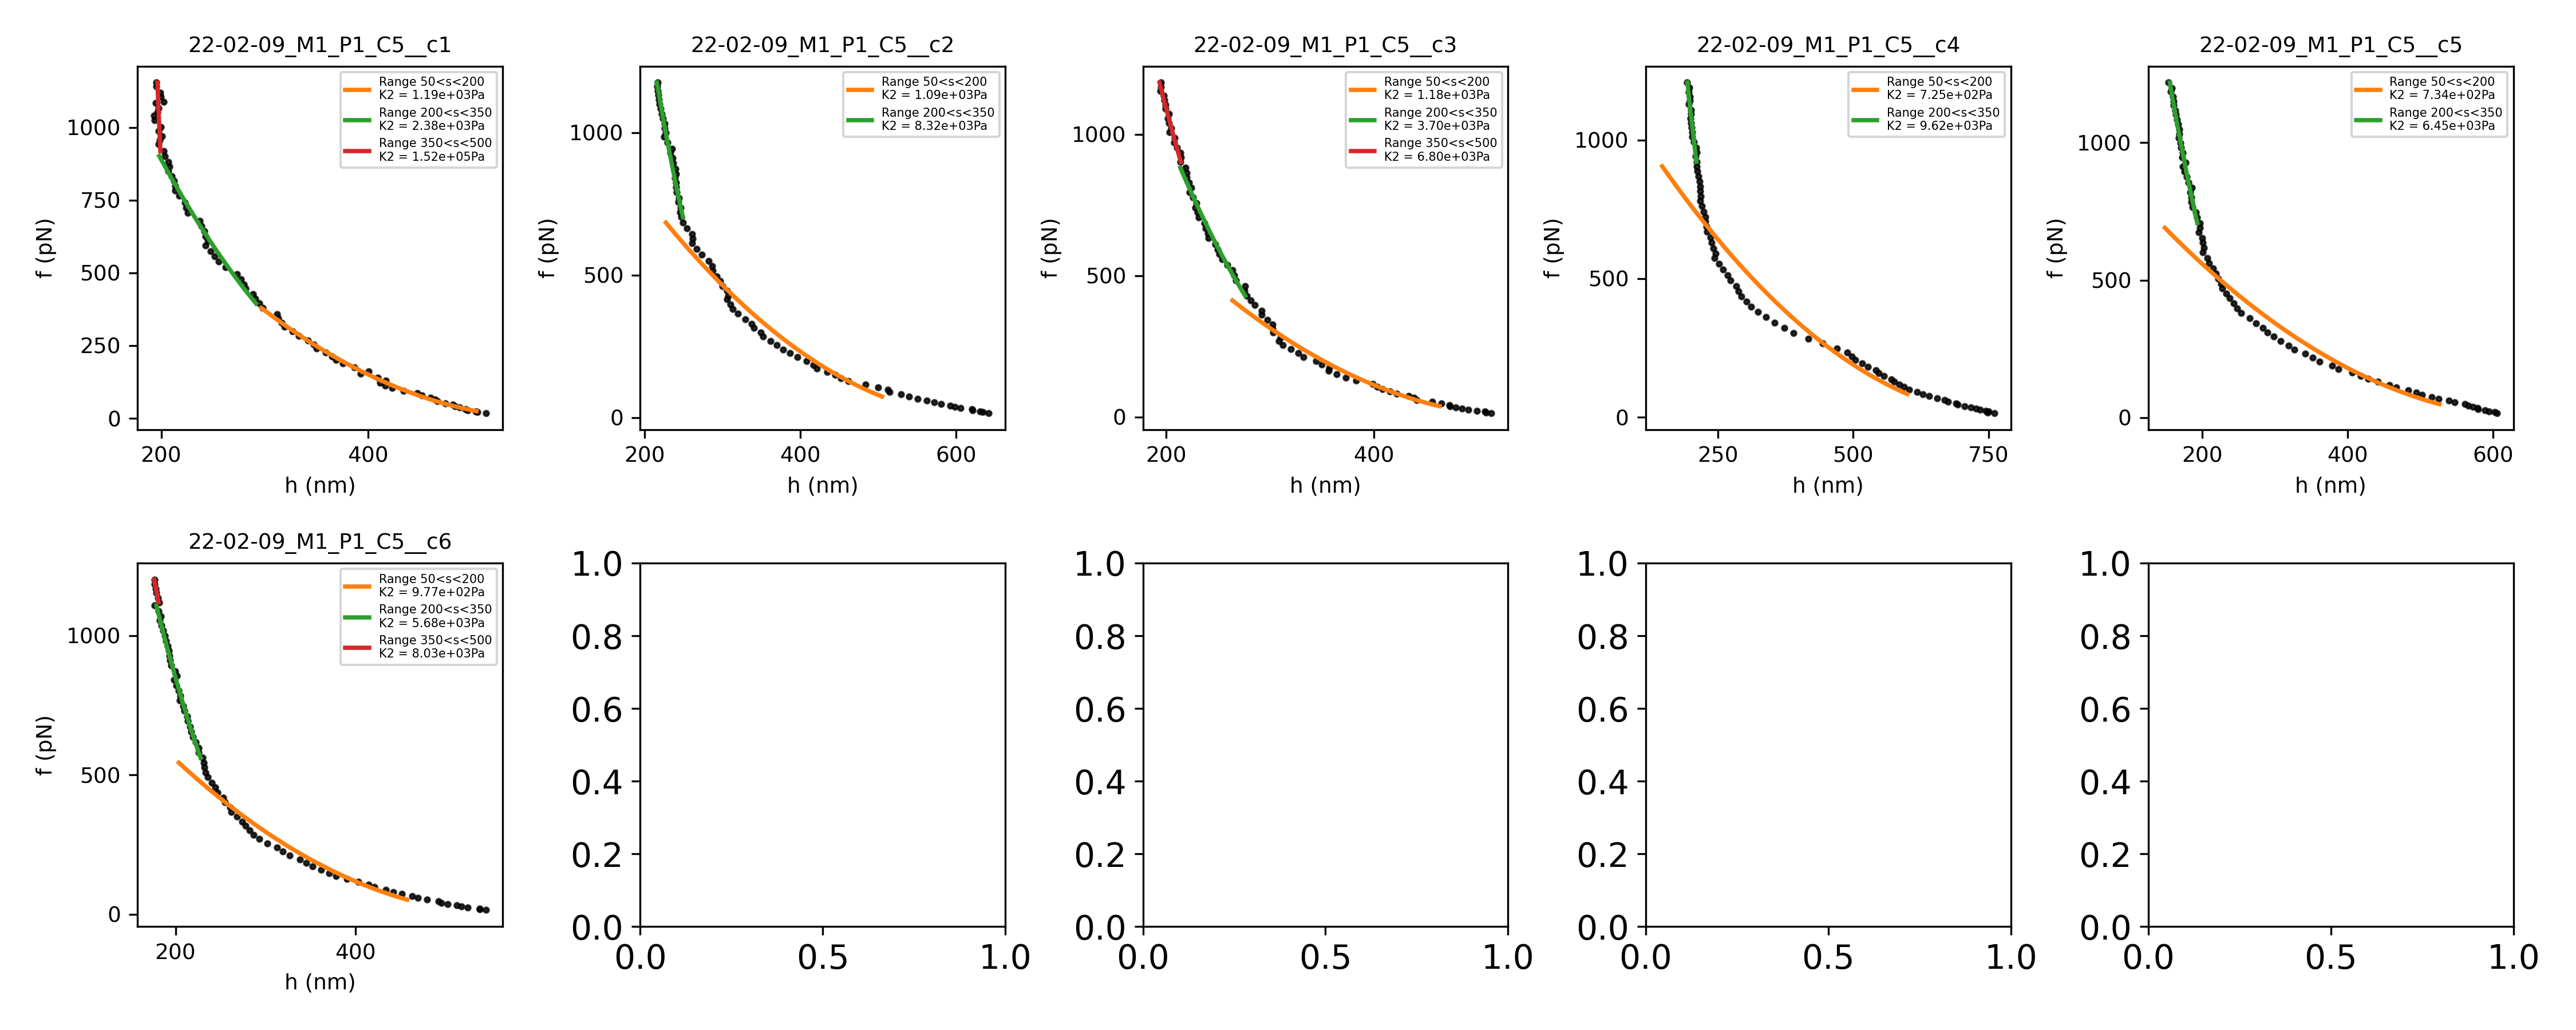 22-02-09_M1_P1_C5__c1
f (pN)
1000
750
500
250
0
200
400
h (nm)
Range 50<s<200
K2 = 1.19e+03Pa
Range 200<s<350
K2 = 2.38e+03Pa
Range 350<s<500
K2 = 1.52e+05Pa
22-02-09_M1_P1_C5__c2
f (pN)
1000
500
0
200
400
600
h (nm)
Range 50<s<200
K2 = 1.09e+03Pa
Range 200<s<350
K2 = 8.32e+03Pa
22-02-09_M1_P1_C5__c3
f (pN)
1000
500
0
200
400
h (nm)
Range 50<s<200
K2 = 1.18e+03Pa
Range 200<s<350
K2 = 3.70e+03Pa
Range 350<s<500
K2 = 6.80e+03Pa
22-02-09_M1_P1_C5__c4
f (pN)
1000
500
0
250
500
750
h (nm)
Range 50<s<200
K2 = 7.25e+02Pa
Range 200<s<350
K2 = 9.62e+03Pa
22-02-09_M1_P1_C5__c5
f (pN)
1000
500
0
200
400
600
h (nm)
Range 50<s<200
K2 = 7.34e+02Pa
Range 200<s<350
K2 = 6.45e+03Pa
22-02-09_M1_P1_C5__c6
f (pN)
1000
500
0
200
400
h (nm)
Range 50<s<200
K2 = 9.77e+02Pa
Range 200<s<350
K2 = 5.68e+03Pa
Range 350<s<500
K2 = 8.03e+03Pa
1.0
0.8
0.6
0.4
0.2
0.0
0.0
0.5
1.0
1.0
0.8
0.6
0.4
0.2
0.0
0.0
0.5
1.0
1.0
0.8
0.6
0.4
0.2
0.0
0.0
0.5
1.0
1.0
0.8
0.6
0.4
0.2
0.0
0.0
0.5
1.0